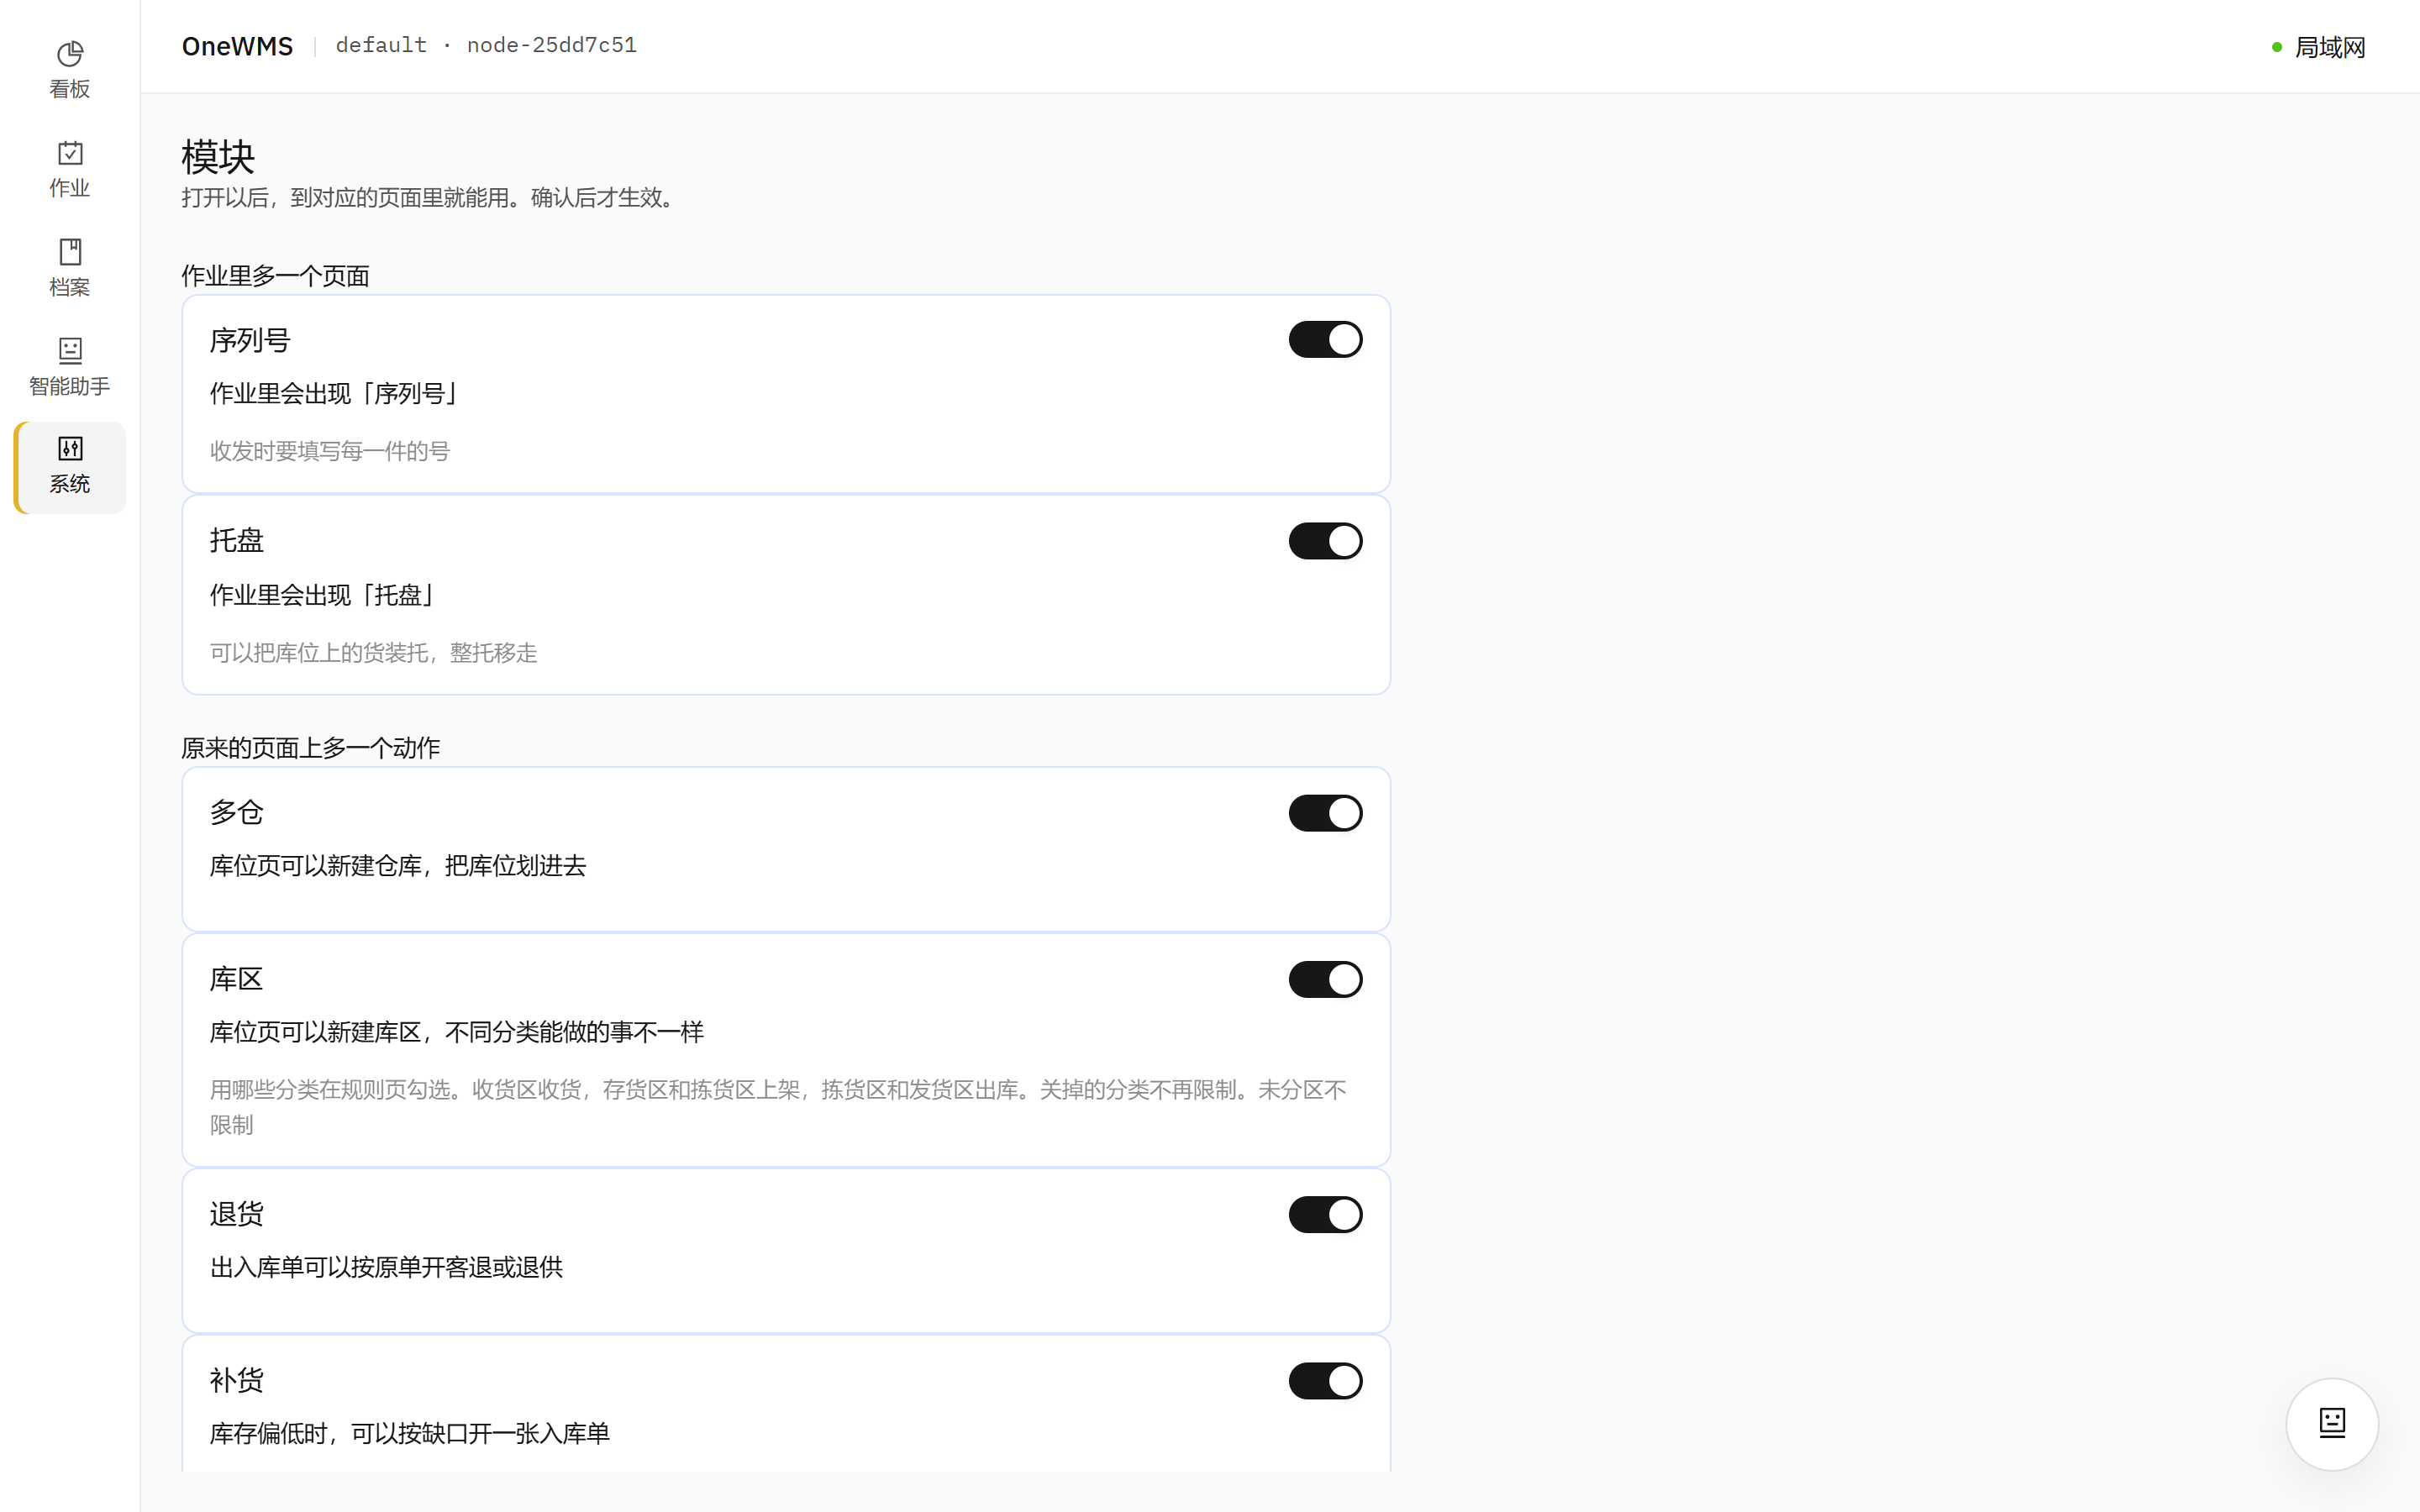 看板
作业
档案
智能助手
系统
OneWMS
default · node-25dd7c51
局域网
模块
打开以后，到对应的页面里就能用。确认后才生效。
作业里多一个页面
序列号
作业里会出现「序列号」
收发时要填写每一件的号
托盘
作业里会出现「托盘」
可以把库位上的货装托，整托移走
原来的页面上多一个动作
多仓
库位页可以新建仓库，把库位划进去
库区
库位页可以新建库区，不同分类能做的事不一样
用哪些分类在规则页勾选。收货区收货，存货区和拣货区上架，拣货区和发货区出库。关掉的分类不再限制。未分区不
限制
退货
出入库单可以按原单开客退或退供
补货
库存偏低时，可以按缺口开一张入库单